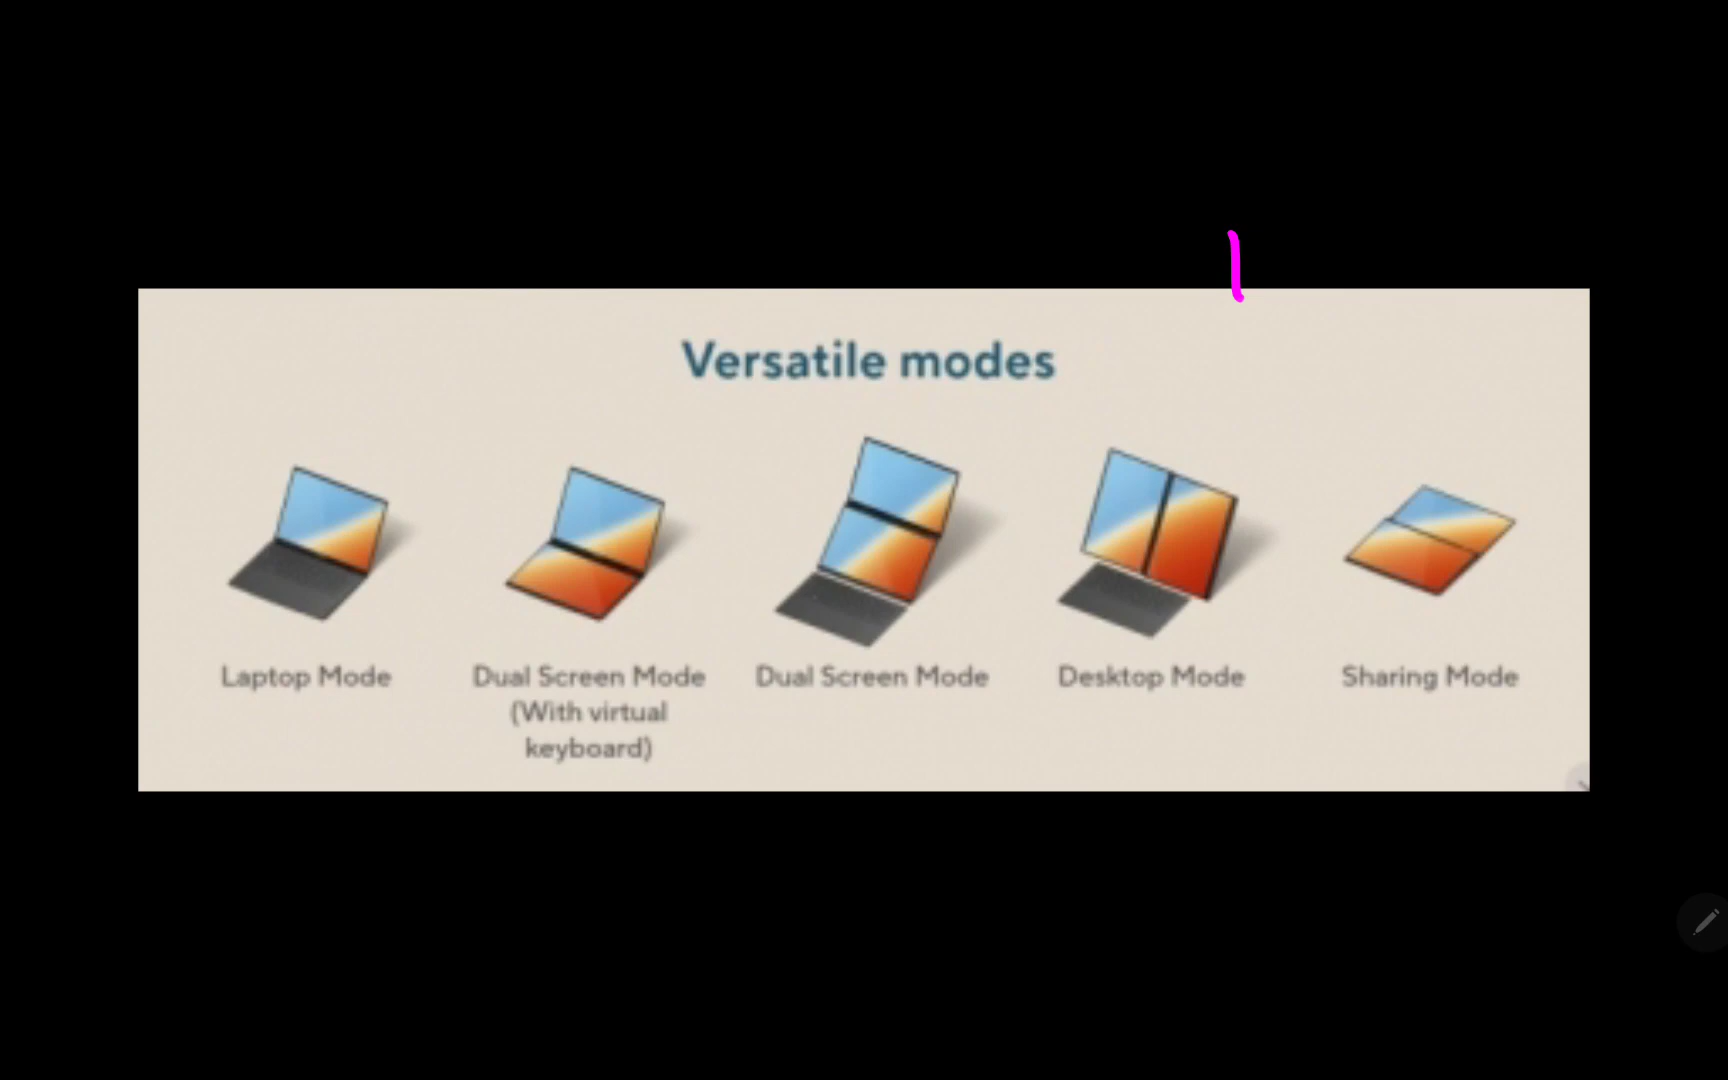 Versatile modes
Laptop Mode
Dual Screen Mode
(With virtual
keyboard)
Dual Screen Mode
Desktop Mode
Sharing Mode